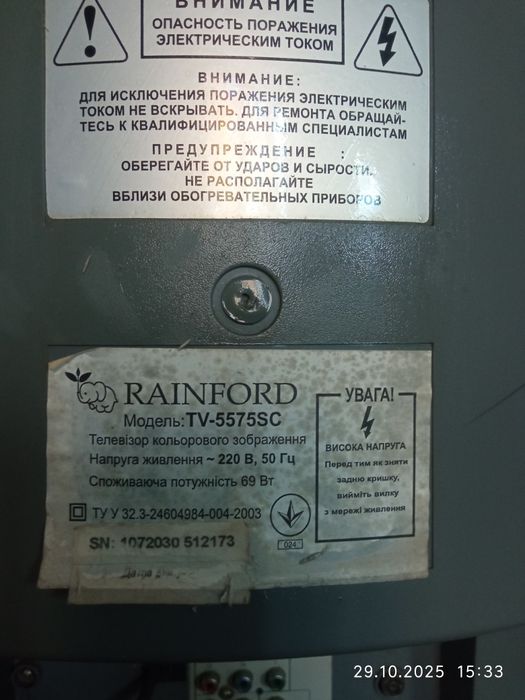 ВНИМАНИЕ
ОПАСНОСТЬ ПОРАЖЕНИЯ
ЭЛЕКТРИЧЕСКИМ ТОКОМ
ВНИМАНИЕ:
ДЛЯ ИСКЛЮЧЕНИЯ ПОРАЖЕНИЯ ЭЛЕКТРИЧЕСКИМ
ТОКОМ НЕ ВСКРЫВАТЬ. ДЛЯ РЕМОНТА ОБРАЩАЙ-
ТЕСЬ К КВАЛИФИЦИРОВАННЫМ СПЕЦИАЛИСТАМ
ПРЕДУПРЕЖДЕНИЕ :
ОБЕРЕГАЙТЕ ОТ УДАРОВ И СЫРОСТИ.
НЕ РАСПОЛАГАЙТЕ
ВБЛИЗИ ОБОГРЕВАТЕЛЬНЫХ ПРИБОРОВ
RAINFORD
Модель: TV-5575SC
Телевізор кольорового зображення
Напруга живлення ~ 220 В, 50 Гц
Споживаюча потужність 69 Вт
ТУ У 32.3-24604984-004-2003
024
SN: 1072030 512173
Дата
УВАГА!
ВИСОКА НАПРУГА
Перед тим як зняти
задню кришку,
вийміть вилку
з мережі живлення
29.10.2025 15:33